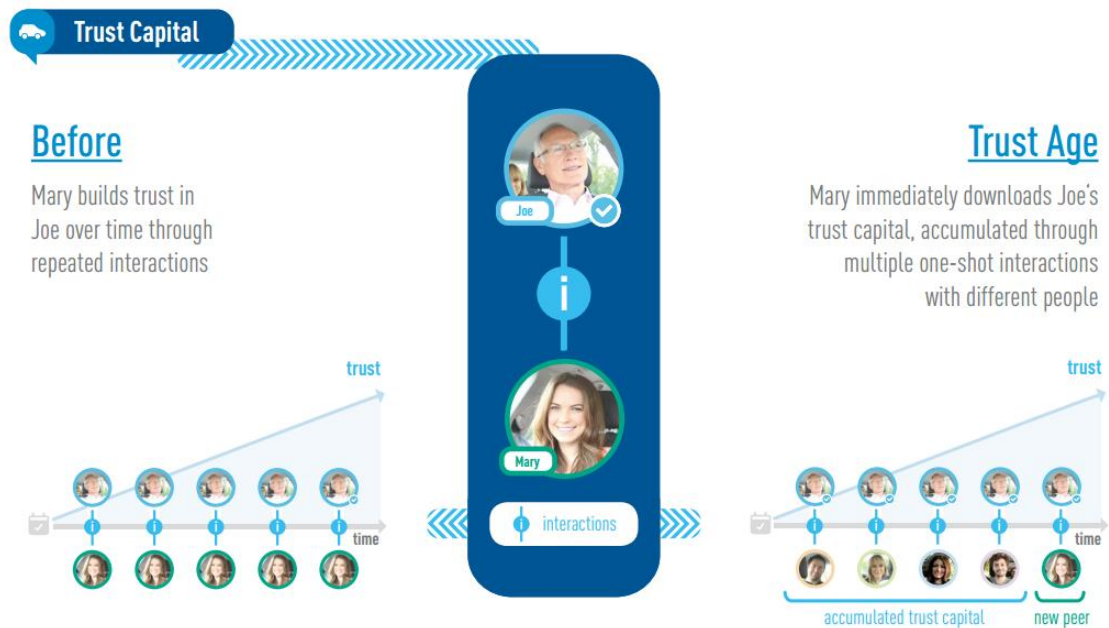 Trust Capital
Before
Mary builds trust in
Joe over time through
repeated interactions
trust
time
Joe
i
Mary
i interactions
Trust Age
Mary immediately downloads Joe's
trust capital, accumulated through
multiple one-shot interactions
with different people
trust
time
accumulated trust capital
new peer